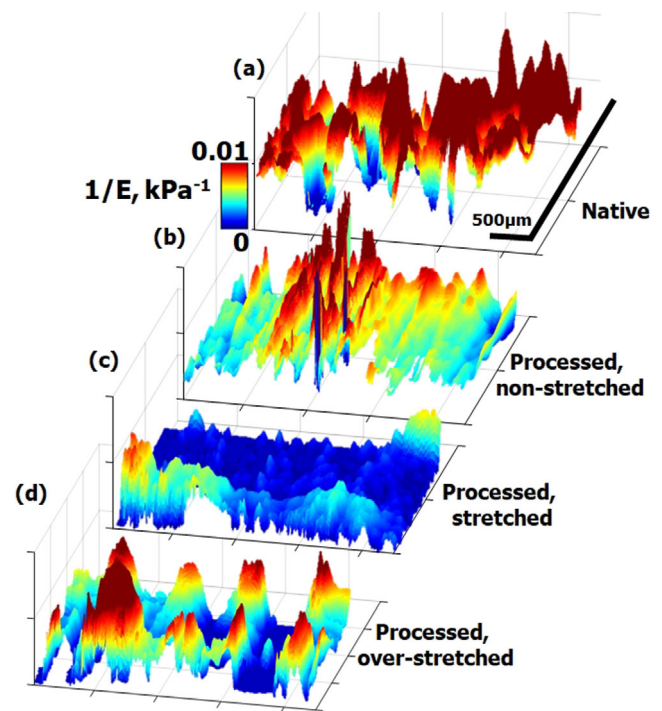 (a)
0.01
1/E, kPa-1
0
500µm
Native
(b)
Processed,
non-stretched
(c)
Processed,
stretched
(d)
Processed,
over-stretched